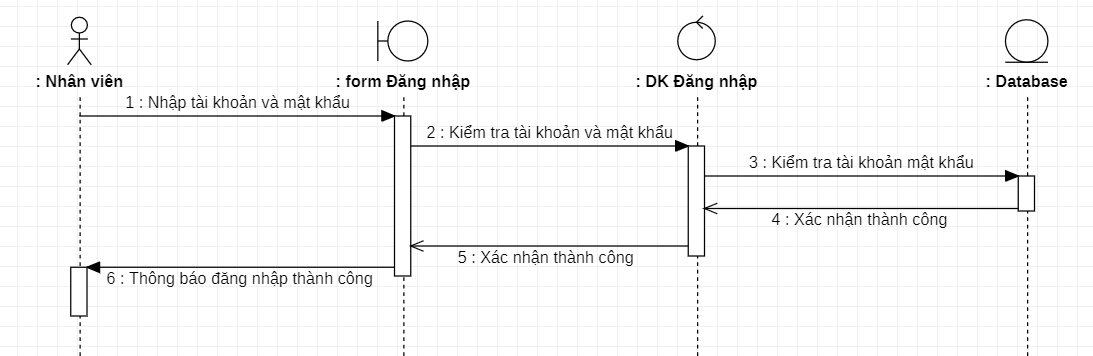 : Nhân viên
: form Đăng nhập
: DK Đăng nhập
: Database
1 : Nhập tài khoản và mật khẩu
2 : Kiểm tra tài khoản và mật khẩu
3 : Kiểm tra tài khoản mật khẩu
4 : Xác nhận thành công
5 : Xác nhận thành công
6 : Thông báo đăng nhập thành công